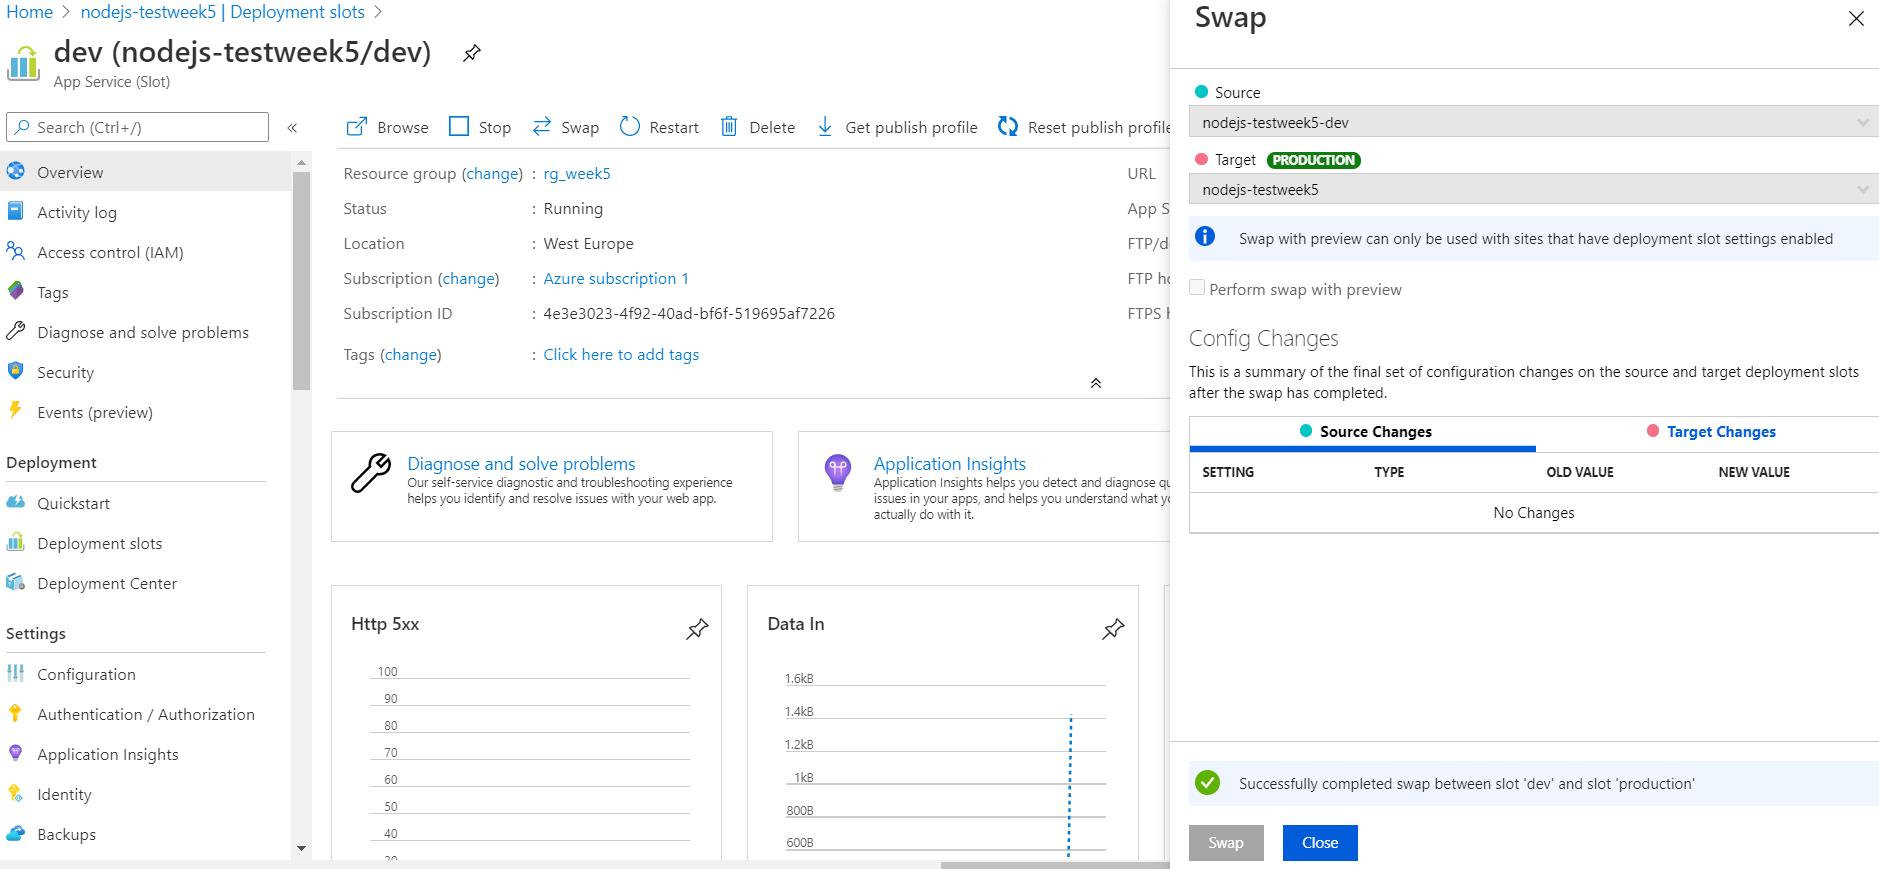 Home > nodejs-testweek5 | Deployment slots >
dev (nodejs-testweek5/dev)
App Service (Slot)
Search (Ctrl+/)
«
Overview
Activity log
Access control (IAM)
Tags
Diagnose and solve problems
Security
Events (preview)
Deployment
Quickstart
Deployment slots
Deployment Center
Settings
Configuration
Authentication / Authorization
Application Insights
Identity
Backups
Browse Stop Swap Restart Delete Get publish profile Reset publish profile
Resource group (change) : rg_week5
Status : Running
Location : West Europe
Subscription (change) : Azure subscription 1
Subscription ID : 4e3e3023-4f92-40ad-bf6f-519695af7226
Tags (change) : Click here to add tags
URL
App S
FTP/d
FTP h
FTPS
Diagnose and solve problems
Our self-service diagnostic and troubleshooting experience
helps you identify and resolve issues with your web app.
Application Insights
Application Insights helps you detect and diagnose qu
issues in your apps, and helps you understand what y
actually do with it.
Http 5xx
100
90
80
70
60
50
40
Data In
1.6kB
1.4kB
1.2kB
1kB
800B
600B
Swap
Source
nodejs-testweek5-dev
Target PRODUCTION
nodejs-testweek5
Swap with preview can only be used with sites that have deployment slot settings enabled
Perform swap with preview
Config Changes
This is a summary of the final set of configuration changes on the source and target deployment slots
after the swap has completed.
Source Changes Target Changes
SETTING TYPE OLD VALUE NEW VALUE
No Changes
Successfully completed swap between slot 'dev' and slot 'production'
Swap Close